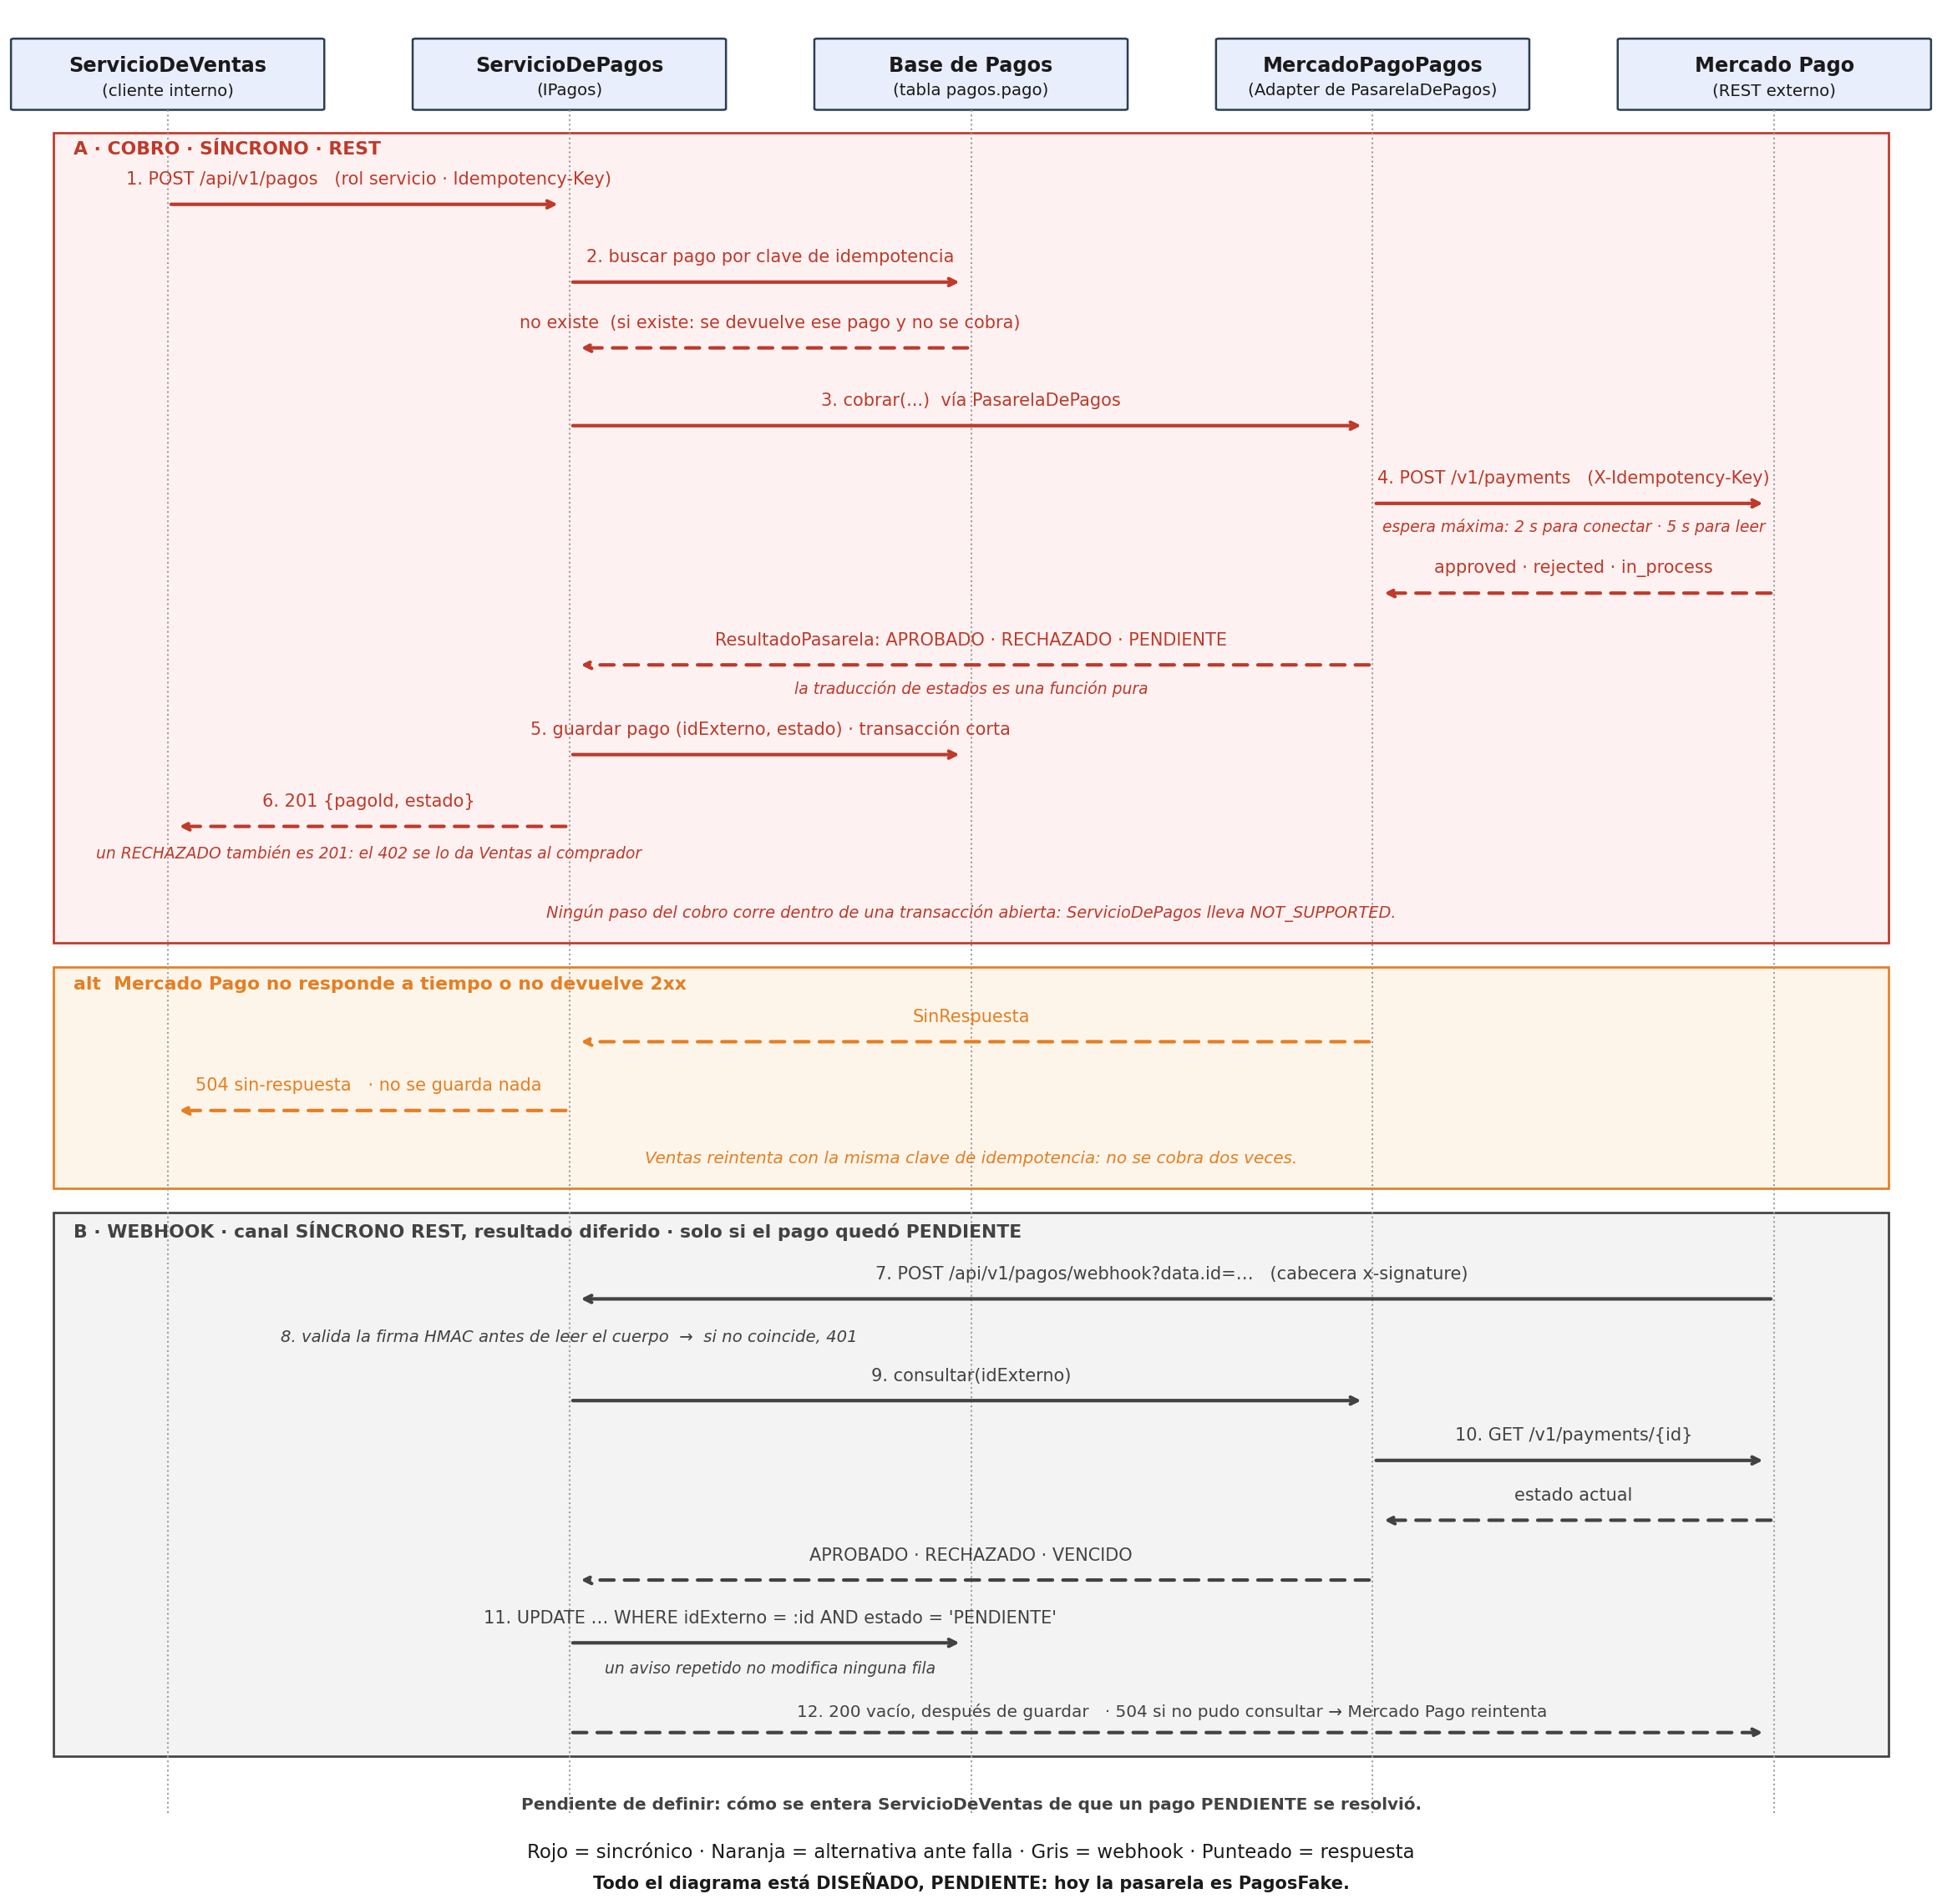 ServicioDeVentas
(cliente interno)
ServicioDePagos
(IPagos)
Base de Pagos
(tabla pagos.pago)
MercadoPagoPagos
(Adapter de PasarelaDePagos)
Mercado Pago
(REST externo)
A · COBRO · SÍNCRONO · REST
1. POST /api/v1/pagos (rol servicio · Idempotency-Key)
2. buscar pago por clave de idempotencia
no existe (si existe: se devuelve ese pago y no se cobra)
3. cobrar(...) vía PasarelaDePagos
4. POST /v1/payments (X-Idempotency-Key)
espera máxima: 2 s para conectar · 5 s para leer
approved · rejected · in_process
ResultadoPasarela: APROBADO · RECHAZADO · PENDIENTE
la traducción de estados es una función pura
5. guardar pago (idExterno, estado) · transacción corta
6. 201 {pagoId, estado}
un RECHAZADO también es 201: el 402 se lo da Ventas al comprador
Ningún paso del cobro corre dentro de una transacción abierta: ServicioDePagos lleva NOT_SUPPORTED.
alt Mercado Pago no responde a tiempo o no devuelve 2xx
SinRespuesta
504 sin-respuesta · no se guarda nada
Ventas reintenta con la misma clave de idempotencia: no se cobra dos veces.
B · WEBHOOK · canal SÍNCRONO REST, resultado diferido · solo si el pago quedó PENDIENTE
7. POST /api/v1/pagos/webhook?data.id=... (cabecera x-signature)
8. valida la firma HMAC antes de leer el cuerpo → si no coincide, 401
9. consultar(idExterno)
10. GET /v1/payments/{id}
estado actual
APROBADO · RECHAZADO · VENCIDO
11. UPDATE ... WHERE idExterno = :id AND estado = 'PENDIENTE'
un aviso repetido no modifica ninguna fila
12. 200 vacío, después de guardar · 504 si no pudo consultar → Mercado Pago reintenta
Pendiente de definir: cómo se entera ServicioDeVentas de que un pago PENDIENTE se resolvió.
Rojo = sincrónico · Naranja = alternativa ante falla · Gris = webhook · Punteado = respuesta
Todo el diagrama está DISEÑADO, PENDIENTE: hoy la pasarela es PagosFake.